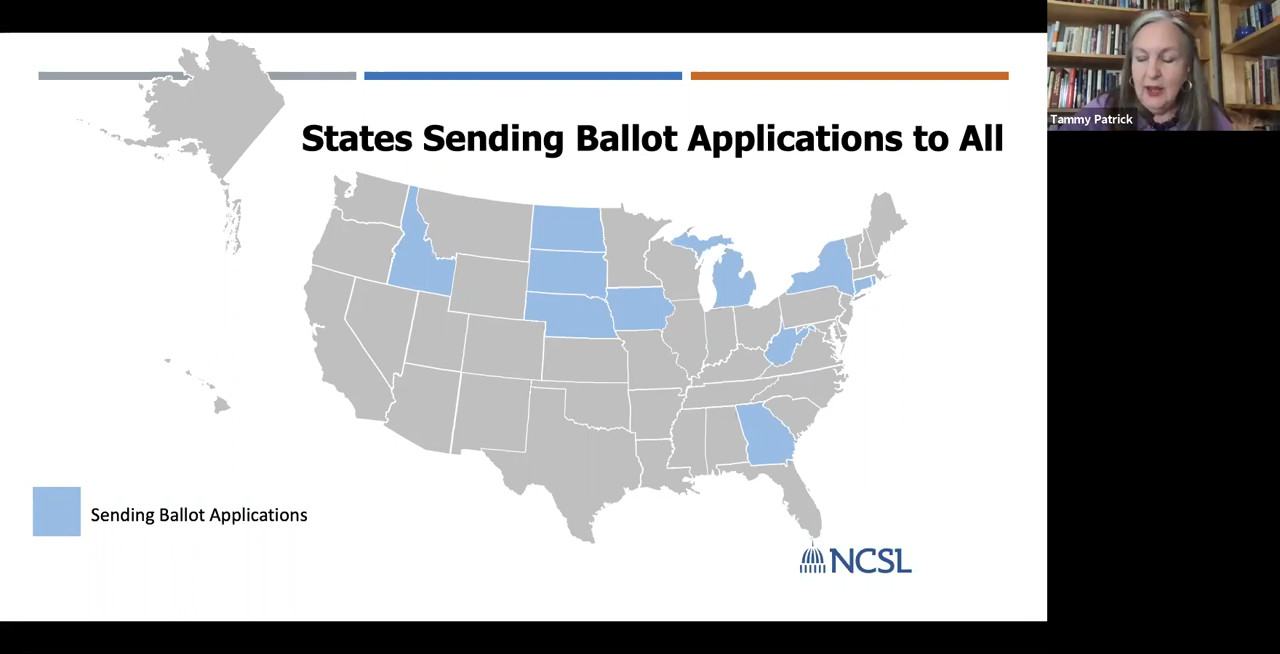 States Sending Ballot Applications to All
Sending Ballot Applications
NCSL
Tammy Patrick